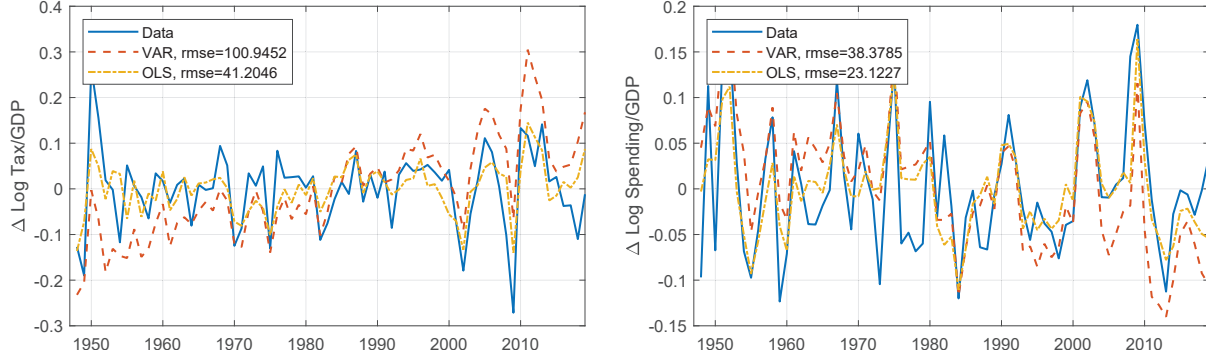 0.4
0.3
0.2
0.1
0
-0.1
-0.2
-0.3
Δ Log Tax/GDP
Data
VAR, rmse=100.9452
OLS, rmse=41.2046
1950 1960 1970 1980 1990 2000 2010
0.2
0.15
0.1
0.05
0
-0.05
-0.1
-0.15
Δ Log Spending/GDP
Data
VAR, rmse=38.3785
OLS, rmse=23.1227
1950 1960 1970 1980 1990 2000 2010